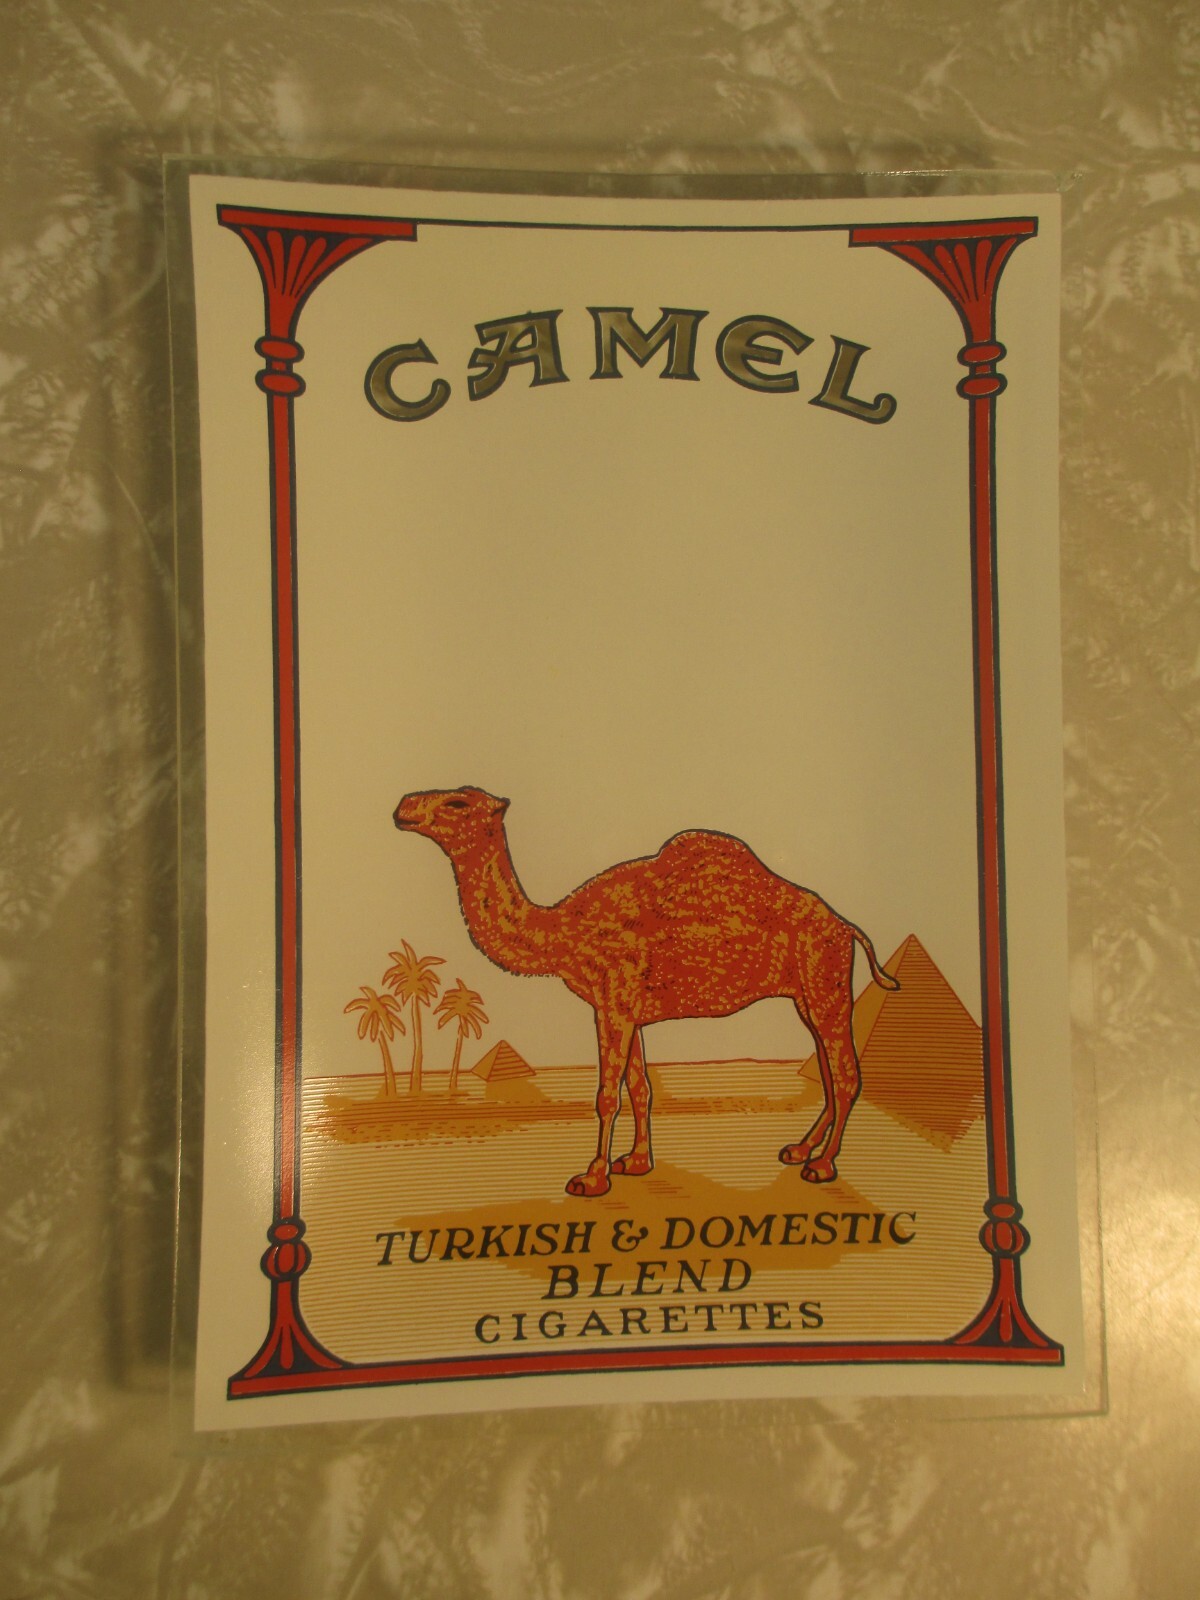 CAMEL
TURKISH & DOMESTIC
BLEND
CIGARETTES